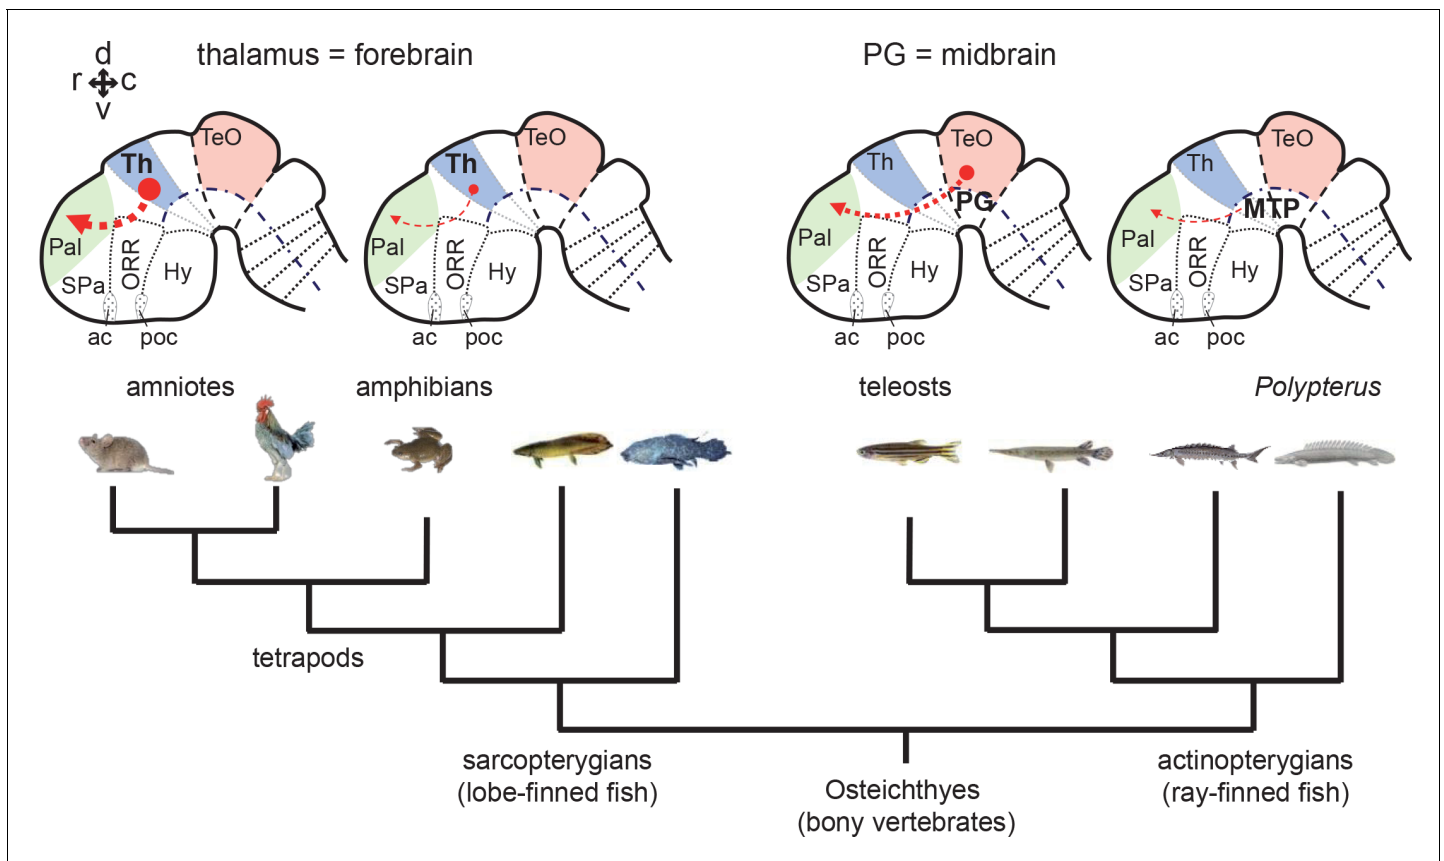 thalamus = forebrain
PG = midbrain
d
r c
v
TeO
Th
Pal
SPa
ORR
Hy
ac poc
TeO
Th
Pal
SPa
ORR
Hy
ac poc
TeO
Th
PG
Pal
SPa
ORR
Hy
ac poc
TeO
Th
MTP
Pal
SPa
ORR
Hy
ac poc
amniotes
amphibians
teleosts
Polypterus
tetrapods
sarcopterygians
(lobe-finned fish)
Osteichthyes
(bony vertebrates)
actinopterygians
(ray-finned fish)